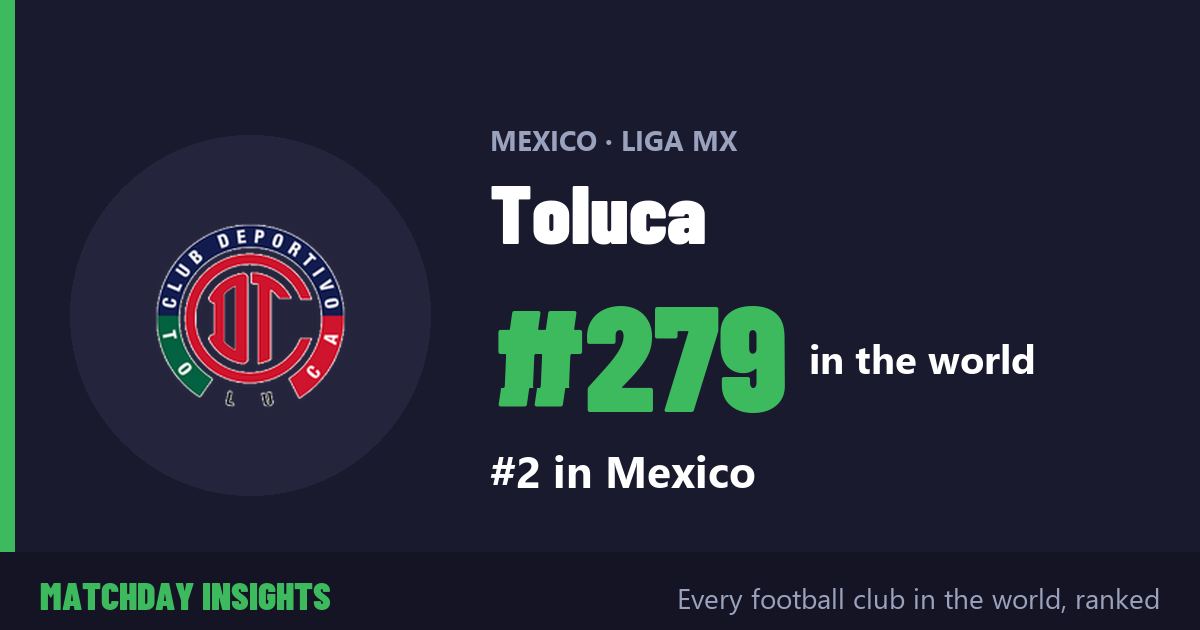 MEXICO · LIGA MX
Toluca
#279 in the world
#2 in Mexico
CLUB DEPORTIVO
TOLUCA
DTC
MATCHDAY INSIGHTS
Every football club in the world, ranked